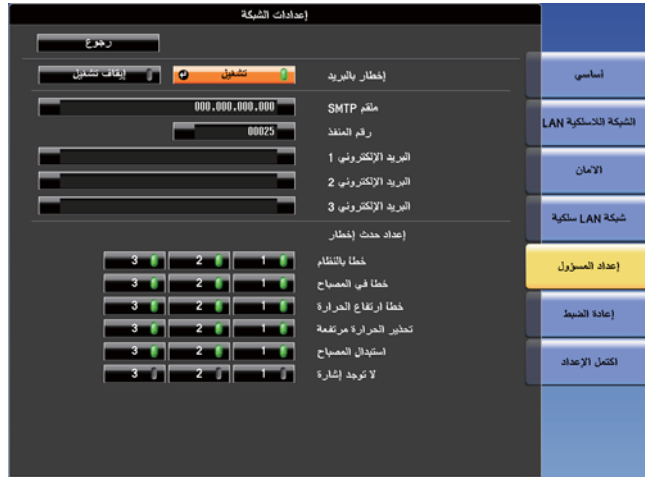 إعدادات الشبكة
رجوع
إخطار بالبريد تشغيل إيقاف تشغيل
ملقم SMTP 000.000.000.000
رقم المنفذ 00025
البريد الإلكتروني 1
البريد الإلكتروني 2
البريد الإلكتروني 3
إعداد حدث إخطار
خطا بالنظام 1 2 3
خطا في المصباح 1 2 3
خطا ارتفاع الحرارة 1 2 3
تحذير الحرارة مرتفعة 1 2 3
استبدال المصباح 1 2 3
لا توجد إشارة 1 2 3
أساسي
الشبكة اللاسلكية LAN
الأمان
شبكة LAN سلكية
إعداد المسؤول
إعادة الضبط
اكتمل الإعداد